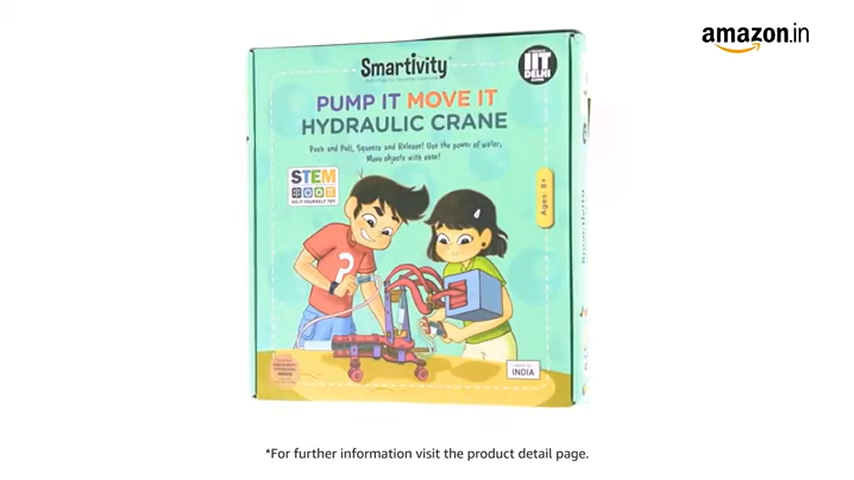 amazon.in
Smartivity
PUMP IT MOVE IT
HYDRAULIC CRANE
Push and Pull, Squeeze and Release! Use the power of water,
Move objects with ease!
IIT
DELHI
STEM
DO IT YOURSELF TOY
Ages: 8+
Smartivity
?
INDIA
*For further information visit the product detail page.